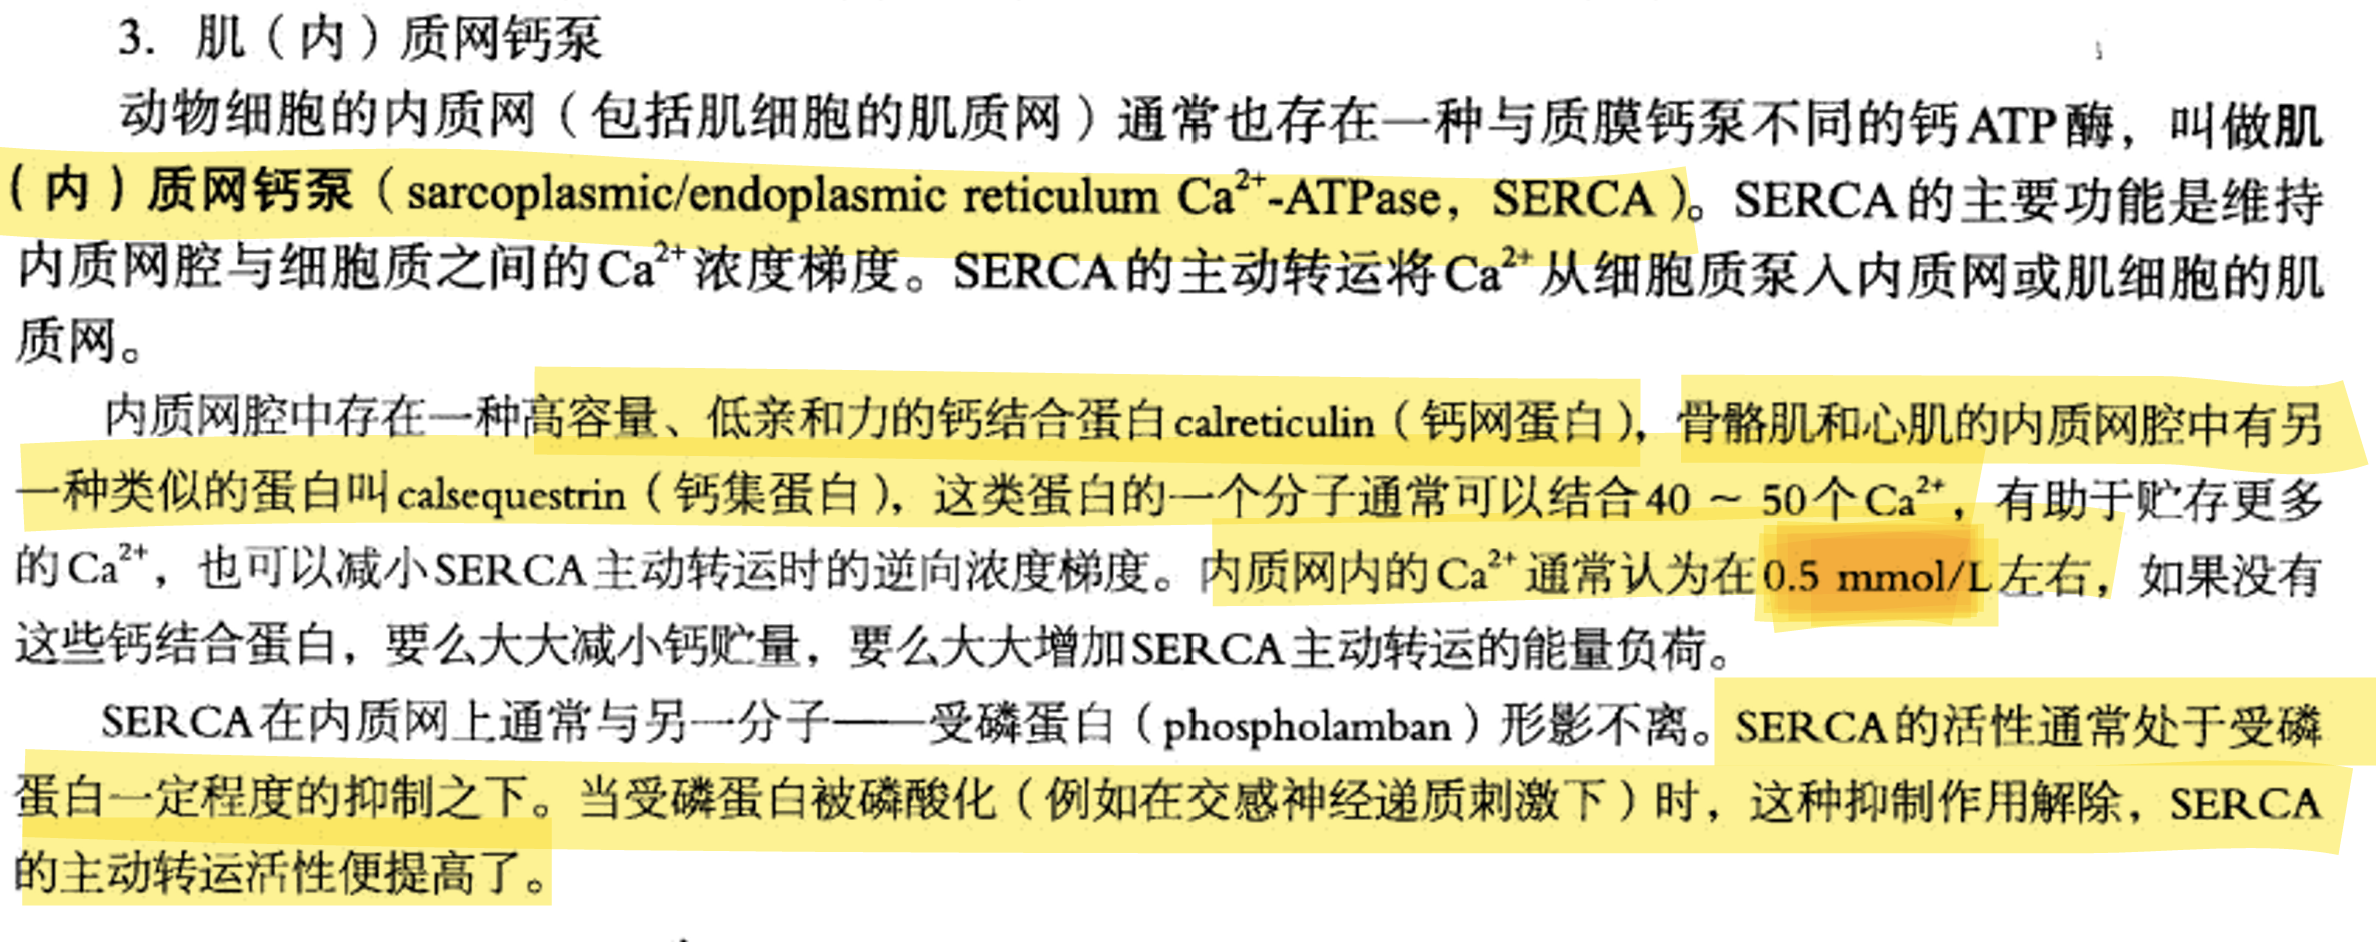 3. 肌（内）质网钙泵
动物细胞的内质网（包括肌细胞的肌质网）通常也存在一种与质膜钙泵不同的钙ATP酶，叫做肌
（内）质网钙泵（sarcoplasmic/endoplasmic reticulum Ca²⁺-ATPase，SERCA）。SERCA的主要功能是维持
内质网腔与细胞质之间的Ca²⁺浓度梯度。SERCA的主动转运将Ca²⁺从细胞质泵入内质网或肌细胞的肌
质网。
内质网腔中存在一种高容量、低亲和力的钙结合蛋白calreticulin（钙网蛋白），骨骼肌和心肌的内质网腔中有另
一种类似的蛋白叫calsequestrin（钙集蛋白），这类蛋白的一个分子通常可以结合40 ~ 50个Ca²⁺，有助于贮存更多
的Ca²⁺，也可以减小SERCA主动转运时的逆向浓度梯度。内质网内的Ca²⁺通常认为在0.5 mmol/L左右，如果没有
这些钙结合蛋白，要么大大减小钙贮量，要么大大增加SERCA主动转运的能量负荷。
SERCA在内质网上通常与另一分子——受磷蛋白（phospholamban）形影不离。SERCA的活性通常处于受磷
蛋白一定程度的抑制之下。当受磷蛋白被磷酸化（例如在交感神经递质刺激下）时，这种抑制作用解除，SERCA
的主动转运活性便提高了。